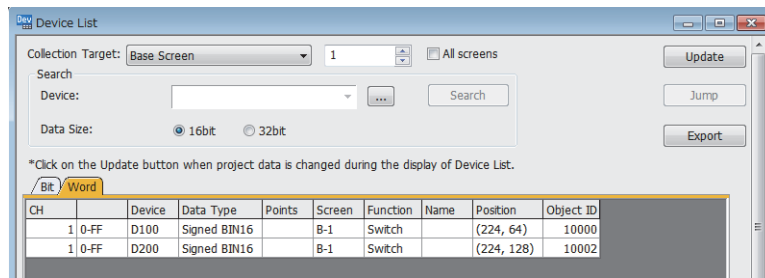 Dev Device List
Collection Target: Base Screen 1 All screens Update
Search
Device: ... Search Jump
Data Size: 16bit 32bit Export
*Click on the Update button when project data is changed during the display of Device List.
Bit Word
CH Device Data Type Points Screen Function Name Position Object ID
1 0-FF D100 Signed BIN16 B-1 Switch (224, 64) 10000
1 0-FF D200 Signed BIN16 B-1 Switch (224, 128) 10002